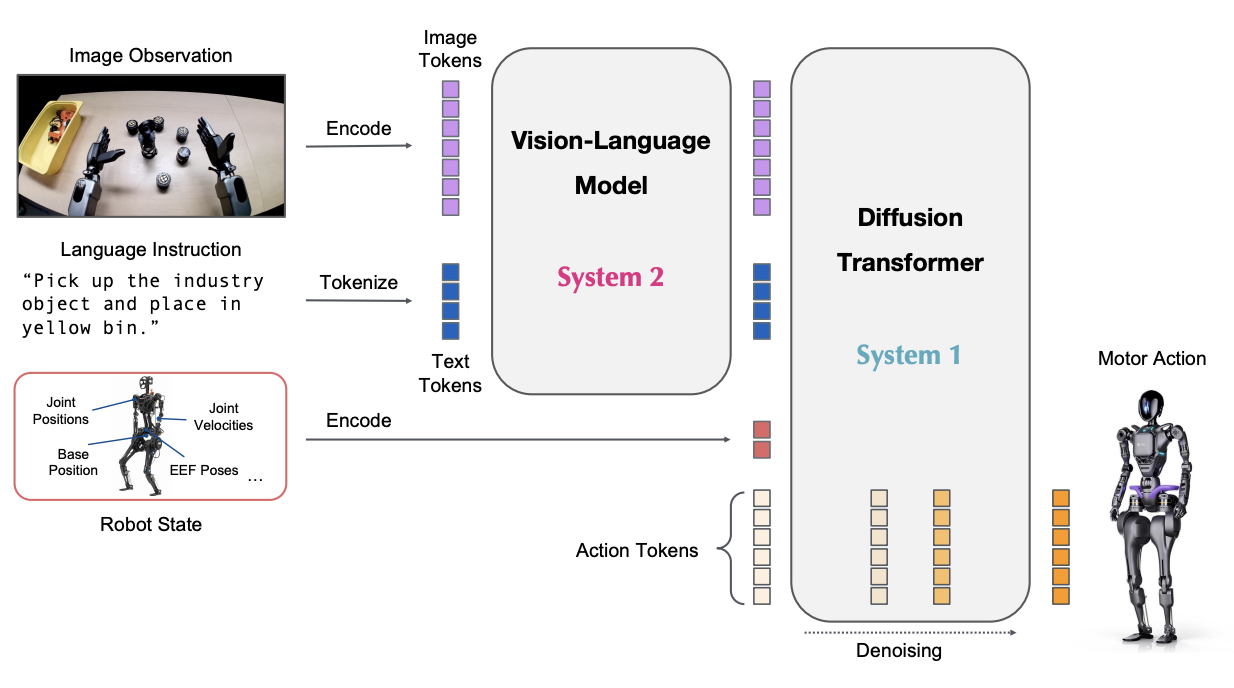 Image Observation
Encode
Image
Tokens
Vision-Language
Model
System 2
Language Instruction
“Pick up the industry
object and place in
yellow bin.”
Tokenize
Text
Tokens
Diffusion
Transformer
System 1
Joint
Positions
Joint
Velocities
Base
Position
EEF Poses
...
Robot State
Encode
Action Tokens
Denoising
Motor Action